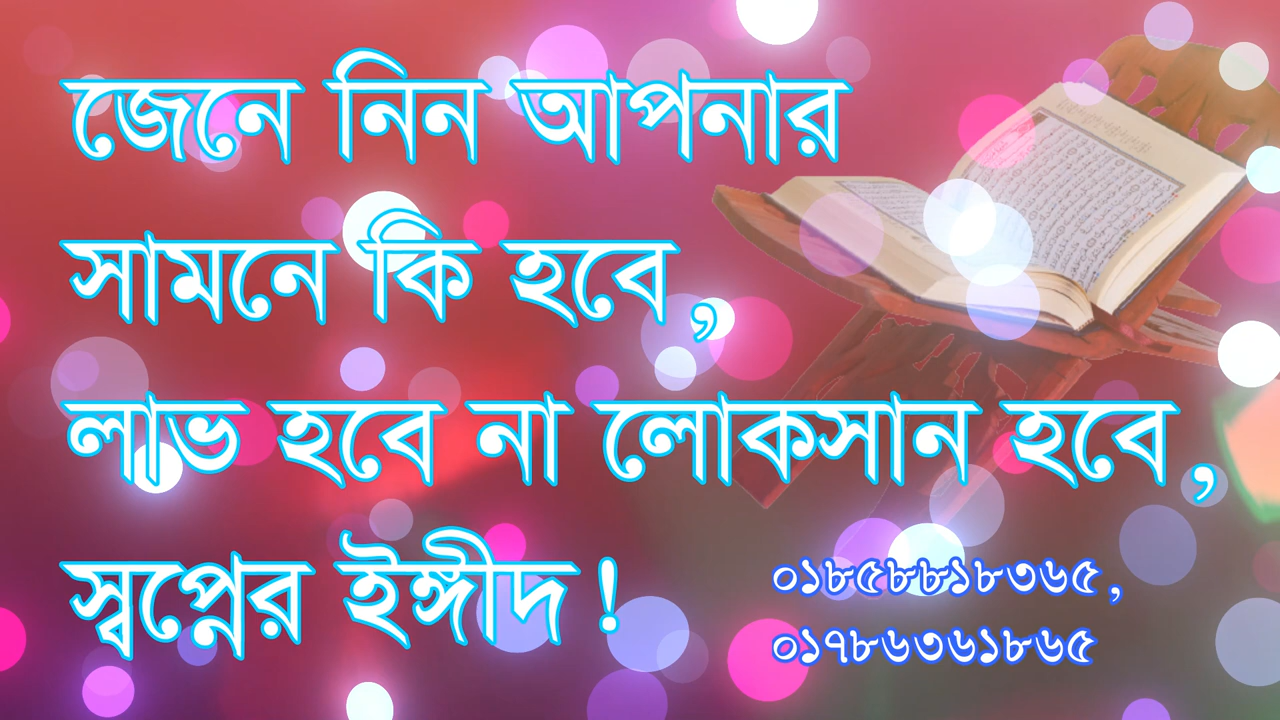 জেনে নিন আপনার
সামনে কি হবে,
লাভ হবে না লোকসান হবে,
স্বপ্নের ইঙ্গীদ!
০১৮৫৮৮১৮৩৬৫,
০১৭৮৬৩৬১৮৬৫